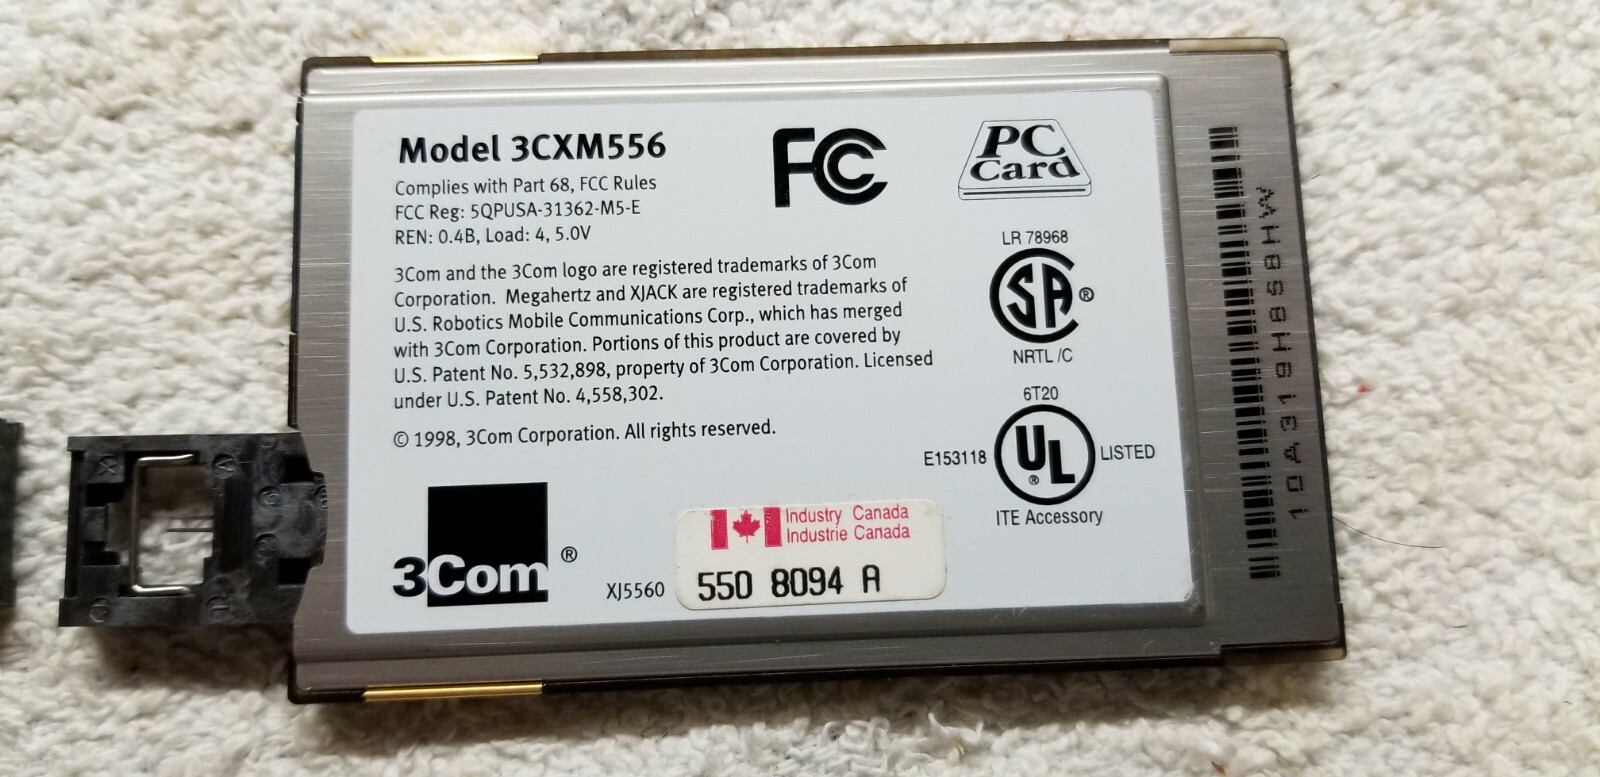 Model 3CXM556
Complies with Part 68, FCC Rules
FCC Reg: 5QPUSA-31362-M5-E
REN: 0.4B, Load: 4, 5.0V
3Com and the 3Com logo are registered trademarks of 3Com
Corporation. Megahertz and XJACK are registered trademarks of
U.S. Robotics Mobile Communications Corp., which has merged
with 3Com Corporation. Portions of this product are covered by
U.S. Patent No. 5,532,898, property of 3Com Corporation. Licensed
under U.S. Patent No. 4,558,302.
© 1998, 3Com Corporation. All rights reserved.
3Com ®
XJ5560
Industry Canada
Industrie Canada
550 8094 A
FC
PC
Card
LR 78968
SA ®
NRTL /C
6T20
E153118 UL ® LISTED
ITE Accessory